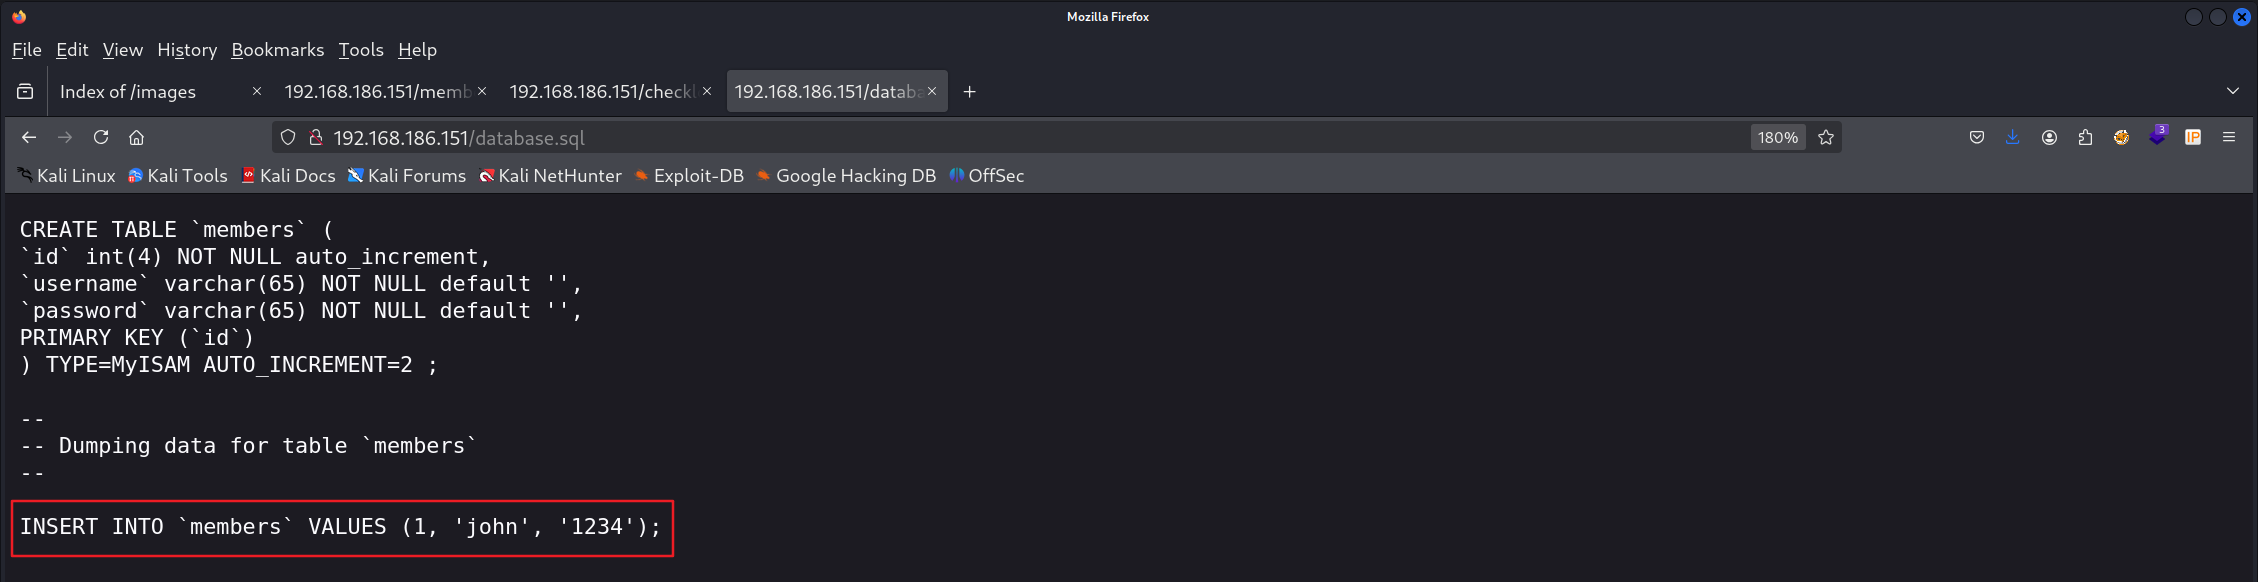 Mozilla Firefox
File Edit View History Bookmarks Tools Help
Index of /images 192.168.186.151/memb 192.168.186.151/checkl 192.168.186.151/databa
192.168.186.151/database.sql 180% 3 IP
Kali Linux Kali Tools Kali Docs Kali Forums Kali NetHunter Exploit-DB Google Hacking DB OffSec
CREATE TABLE `members` (
`id` int(4) NOT NULL auto_increment,
`username` varchar(65) NOT NULL default '',
`password` varchar(65) NOT NULL default '',
PRIMARY KEY (`id`)
) TYPE=MyISAM AUTO_INCREMENT=2 ;
--
-- Dumping data for table `members`
--
INSERT INTO `members` VALUES (1, 'john', '1234');